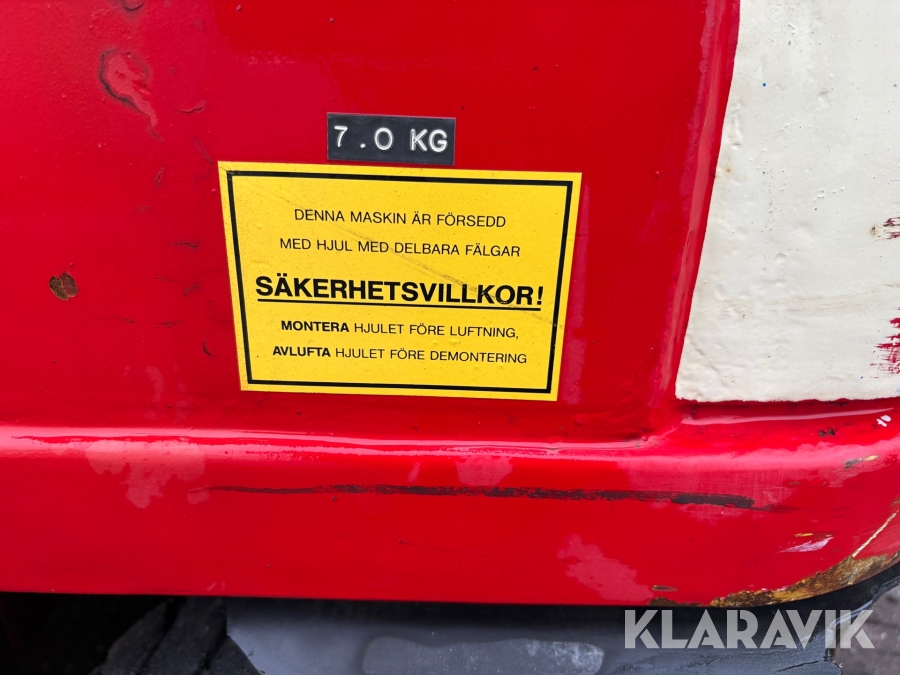 7.0 KG
DENNA MASKIN ÄR FÖRSEDD
MED HJUL MED DELBARA FÄLGAR
SÄKERHETSVILLKOR!
MONTERA HJULET FÖRE LUFTNING,
AVLUFTA HJULET FÖRE DEMONTERING
KLARAVIK